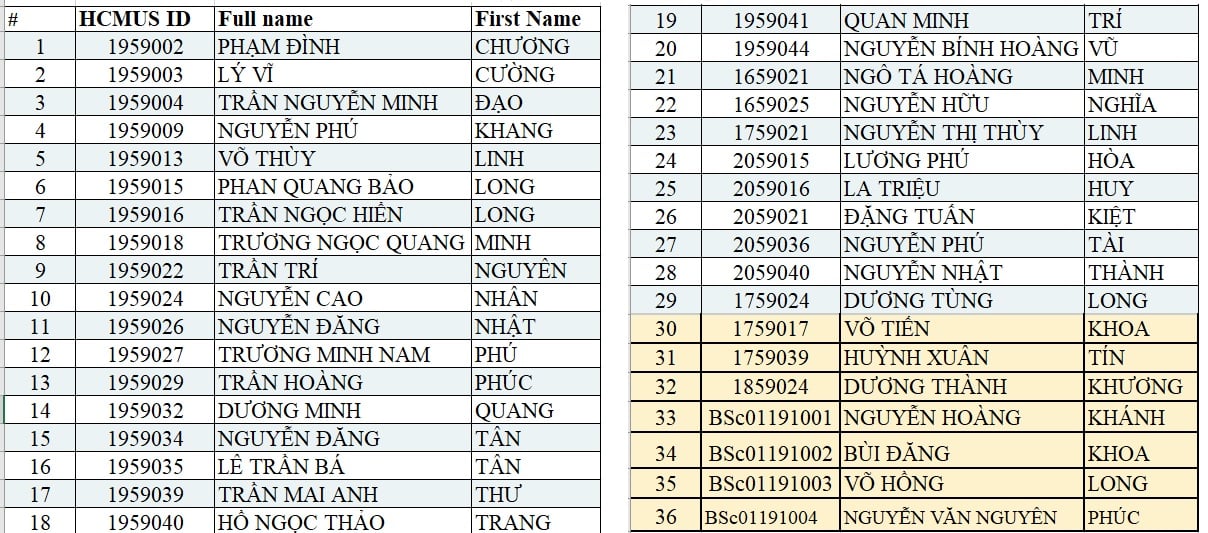 # HCMUS ID Full name First Name
1 1959002 PHẠM ĐÌNH CHƯƠNG
2 1959003 LÝ VĨ CƯỜNG
3 1959004 TRẦN NGUYỄN MINH ĐẠO
4 1959009 NGUYỄN PHÚ KHANG
5 1959013 VÕ THÙY LINH
6 1959015 PHAN QUANG BẢO LONG
7 1959016 TRẦN NGỌC HIỂN LONG
8 1959018 TRƯƠNG NGỌC QUANG MINH
9 1959022 TRẦN TRÍ NGUYÊN
10 1959024 NGUYỄN CAO NHÂN
11 1959026 NGUYỄN ĐĂNG NHẬT
12 1959027 TRƯƠNG MINH NAM PHÚ
13 1959029 TRẦN HOÀNG PHÚC
14 1959032 DƯƠNG MINH QUANG
15 1959034 NGUYỄN ĐĂNG TÂN
16 1959035 LÊ TRẦN BÁ TÂN
17 1959039 TRẦN MAI ANH THƯ
18 1959040 HỒ NGỌC THẢO TRANG
19 1959041 QUAN MINH TRÍ
20 1959044 NGUYỄN BÍNH HOÀNG VŨ
21 1659021 NGÔ TÁ HOÀNG MINH
22 1659025 NGUYỄN HỮU NGHĨA
23 1759021 NGUYỄN THỊ THÙY LINH
24 2059015 LƯƠNG PHÚ HÒA
25 2059016 LA TRIỆU HUY
26 2059021 ĐẶNG TUẤN KIỆT
27 2059036 NGUYỄN PHÚ TÀI
28 2059040 NGUYỄN NHẬT THÀNH
29 1759024 DƯƠNG TÙNG LONG
30 1759017 VÕ TIẾN KHOA
31 1759039 HUỲNH XUÂN TÍN
32 1859024 DƯƠNG THÀNH KHƯƠNG
33 BSc01191001 NGUYỄN HOÀNG KHÁNH
34 BSc01191002 BÙI ĐĂNG KHOA
35 BSc01191003 VÕ HỒNG LONG
36 BSc01191004 NGUYỄN VĂN NGUYÊN PHÚC